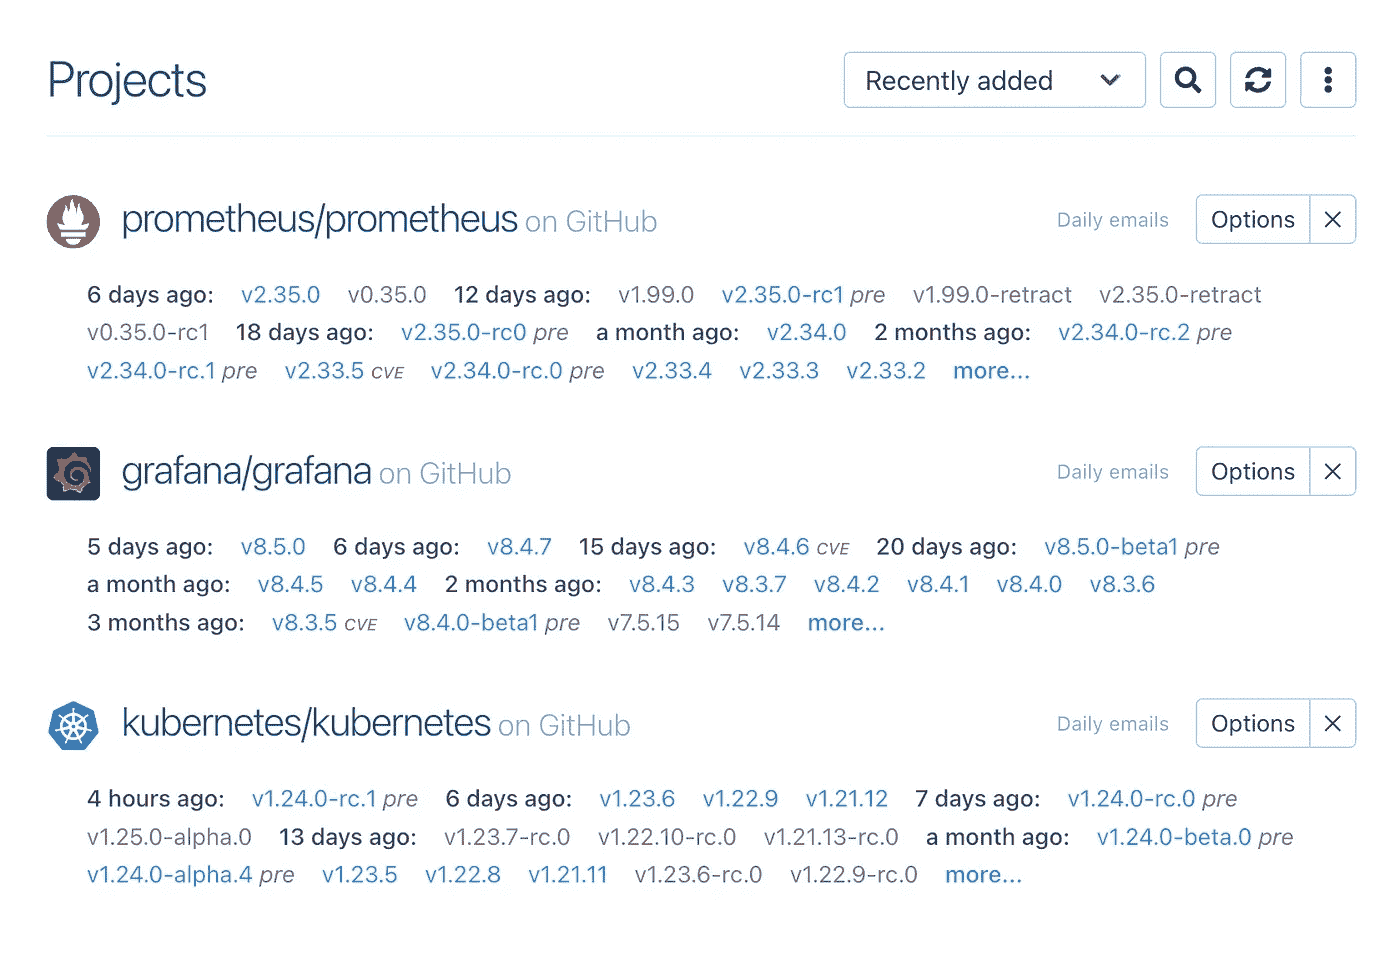 Projects
Recently added
prometheus/prometheus on GitHub
Daily emails
Options
6 days ago: v2.35.0 v0.35.0 12 days ago: v1.99.0 v2.35.0-rc1 pre v1.99.0-retract v2.35.0-retract
v0.35.0-rc1 18 days ago: v2.35.0-rc0 pre a month ago: v2.34.0 2 months ago: v2.34.0-rc.2 pre
v2.34.0-rc.1 pre v2.33.5 CVE v2.34.0-rc.0 pre v2.33.4 v2.33.3 v2.33.2 more...
grafana/grafana on GitHub
Daily emails
Options
5 days ago: v8.5.0 6 days ago: v8.4.7 15 days ago: v8.4.6 CVE 20 days ago: v8.5.0-beta1 pre
a month ago: v8.4.5 v8.4.4 2 months ago: v8.4.3 v8.3.7 v8.4.2 v8.4.1 v8.4.0 v8.3.6
3 months ago: v8.3.5 CVE v8.4.0-beta1 pre v7.5.15 v7.5.14 more...
kubernetes/kubernetes on GitHub
Daily emails
Options
4 hours ago: v1.24.0-rc.1 pre 6 days ago: v1.23.6 v1.22.9 v1.21.12 7 days ago: v1.24.0-rc.0 pre
v1.25.0-alpha.0 13 days ago: v1.23.7-rc.0 v1.22.10-rc.0 v1.21.13-rc.0 a month ago: v1.24.0-beta.0 pre
v1.24.0-alpha.4 pre v1.23.5 v1.22.8 v1.21.11 v1.23.6-rc.0 v1.22.9-rc.0 more...